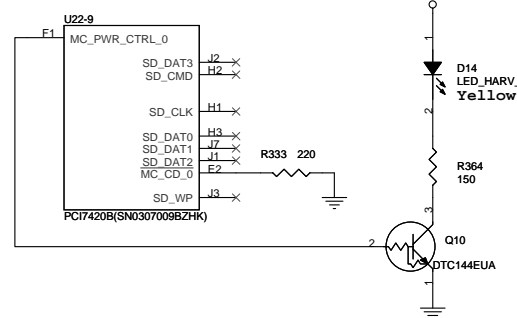 U22-9
F1
MC_PWR_CTRL_0
SD_DAT3 J2
SD_CMD H2
SD_CLK H1
SD_DAT0 H3
SD_DAT1 J7
SD_DAT2 J1
MC_CD_0 E2
SD_WP J3
PCI7420B(SN0307009BZHK)
R333 220
1
D14
LED_HARV_
Yellow
2
R364
150
3
2
Q10
DTC144EUA
1